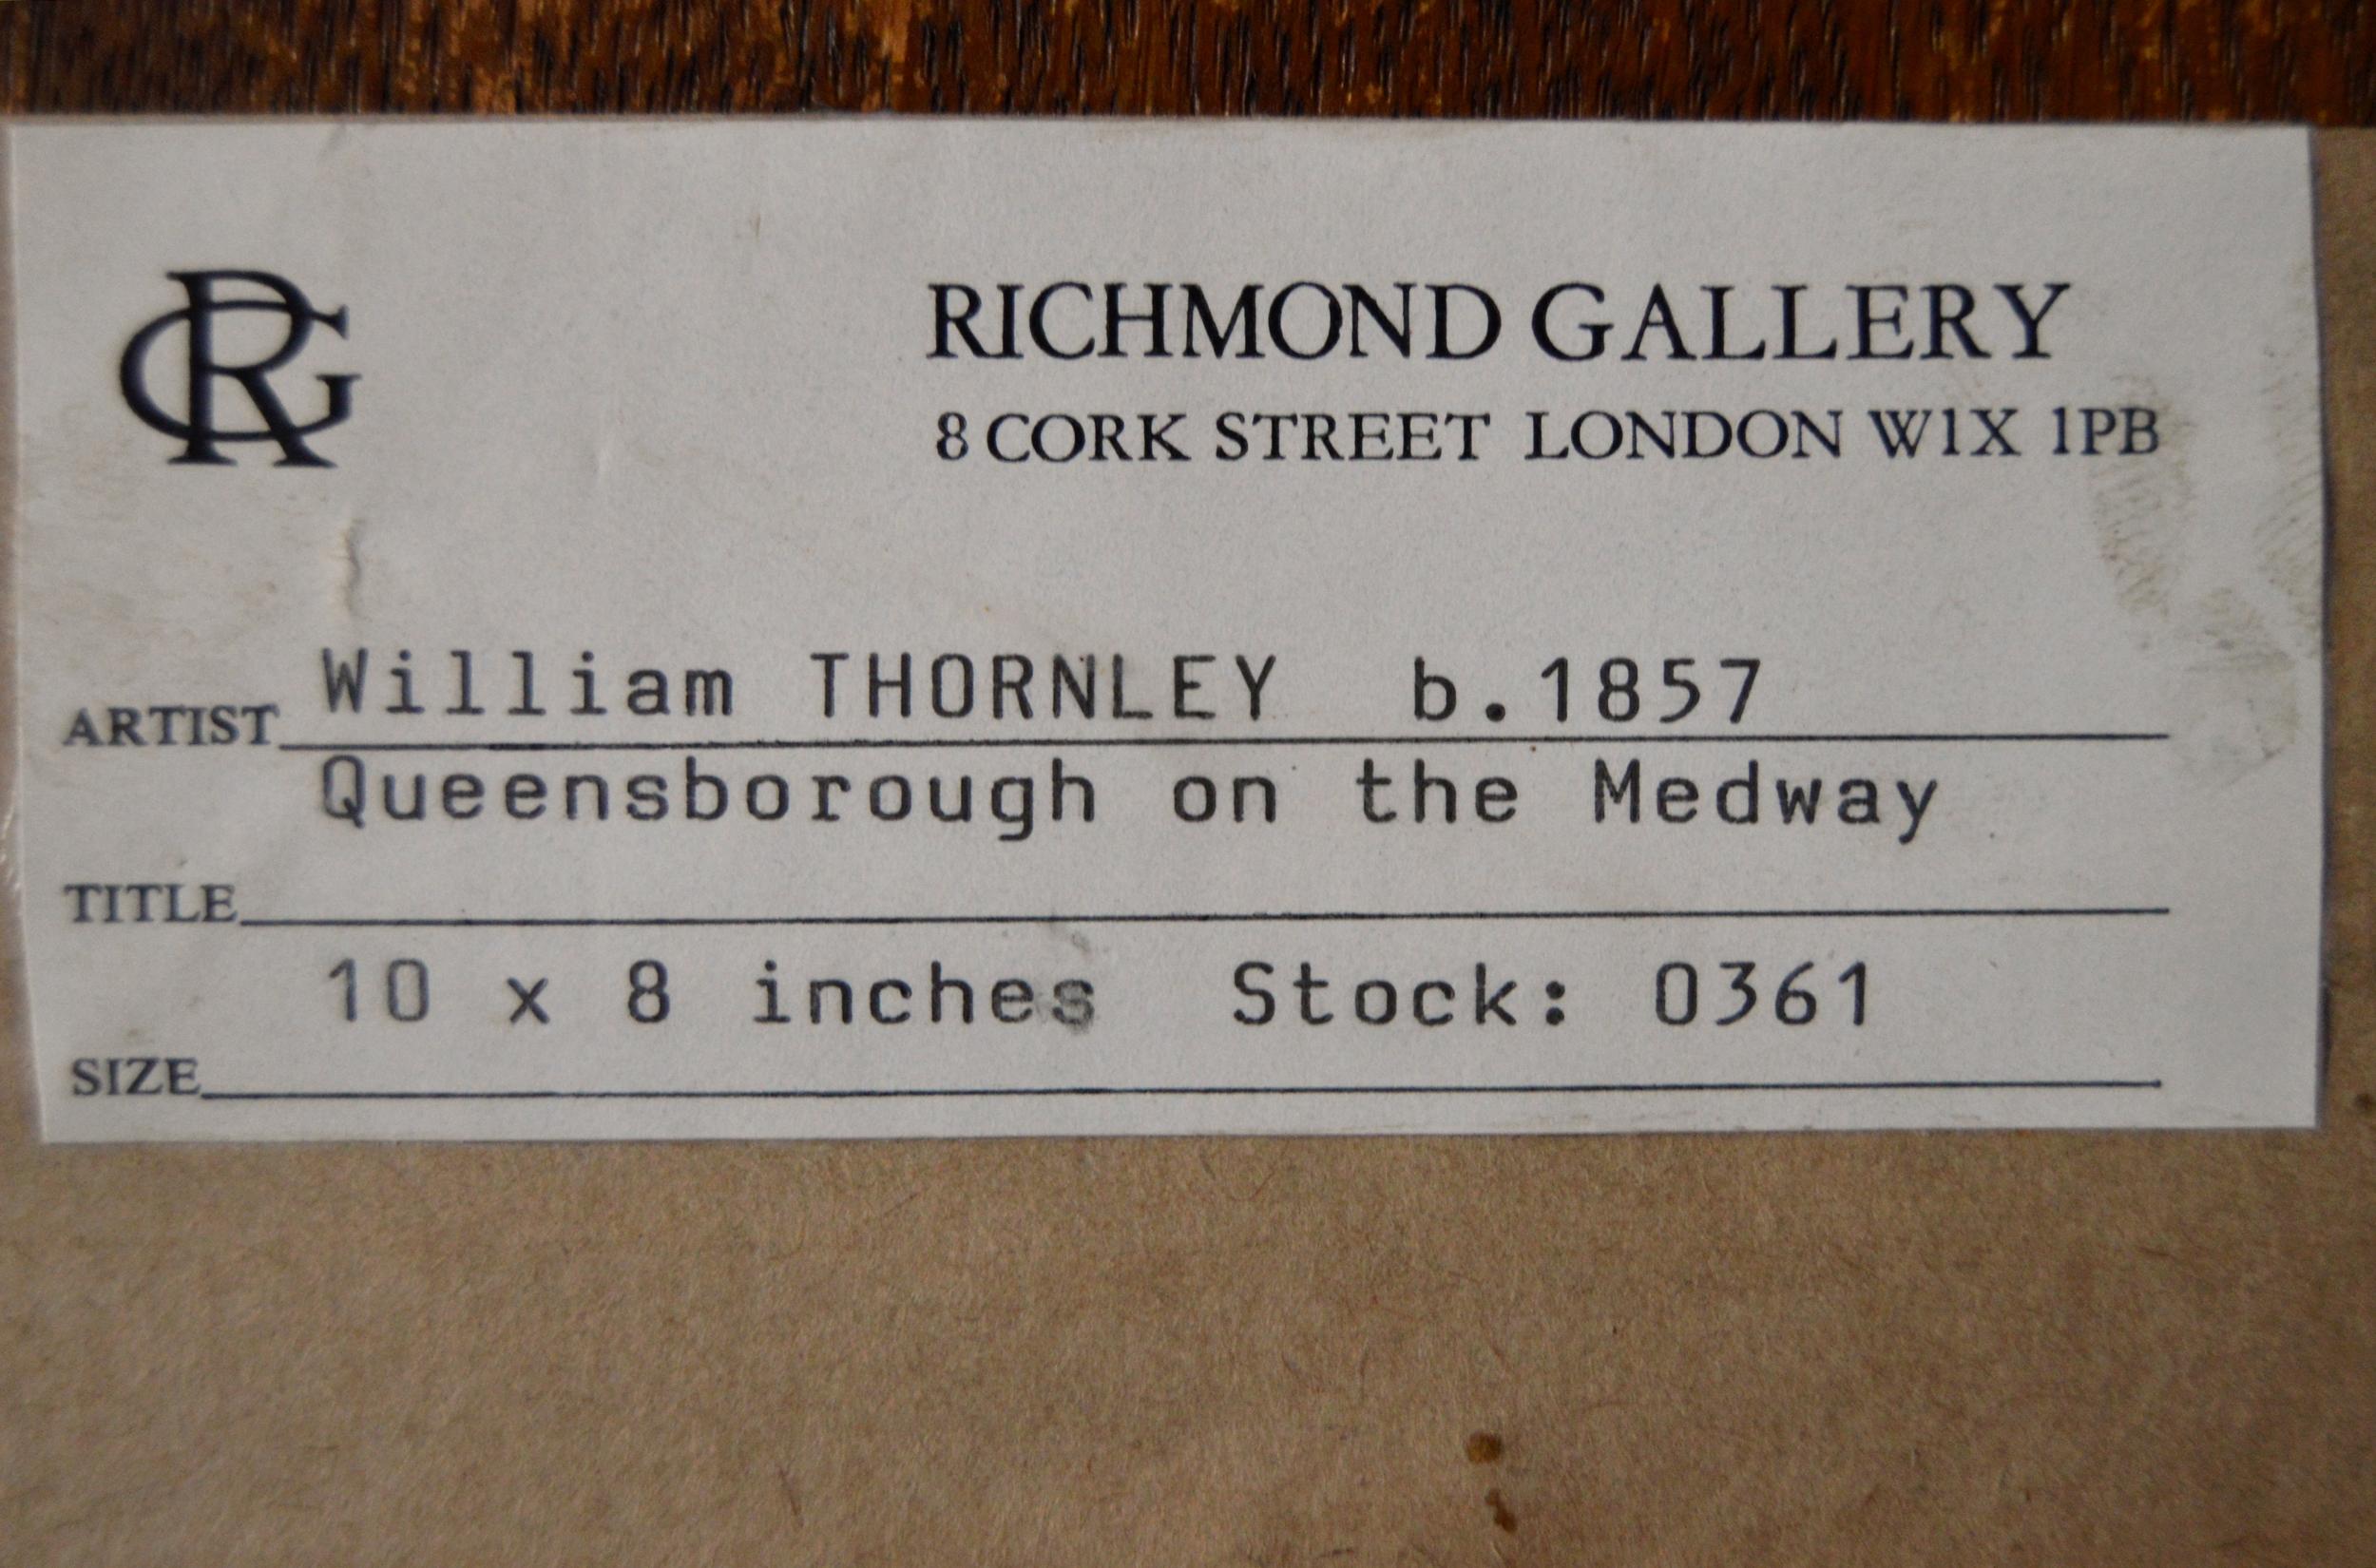 RG
RICHMOND GALLERY
8 CORK STREET LONDON W1X 1PB
ARTIST William THORNLEY b.1857
Queensborough on the Medway
TITLE
10 x 8 inches Stock: 0361
SIZE